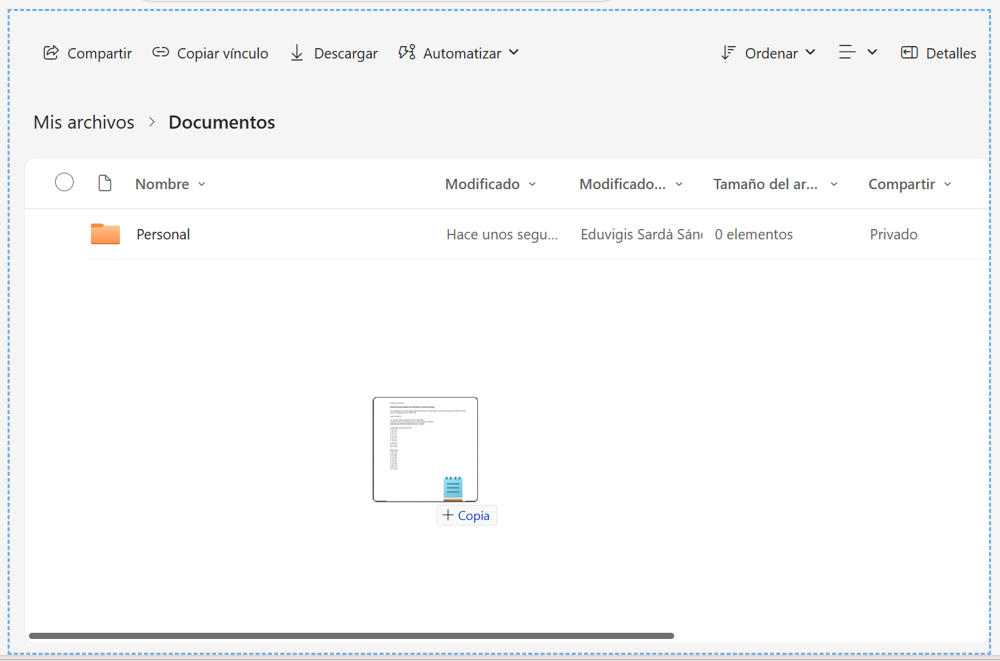 Compartir
Copiar vínculo
Descargar
Automatizar
Ordenar
Detalles
Mis archivos > Documentos
Nombre
Modificado
Modificado...
Tamaño del ar...
Compartir
Personal
Hace unos segu...
Eduvigis Sardà Sán
0 elementos
Privado
+ Copia